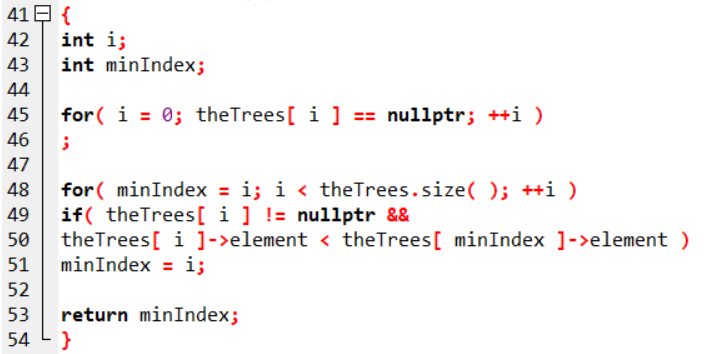 41 {
42 int i;
43 int minIndex;
44
45 for( i = 0; theTrees[ i ] == nullptr; ++i )
46 ;
47
48 for( minIndex = i; i < theTrees.size( ); ++i )
49 if( theTrees[ i ] != nullptr &&
50 theTrees[ i ]->element < theTrees[ minIndex ]->element )
51 minIndex = i;
52
53 return minIndex;
54 }